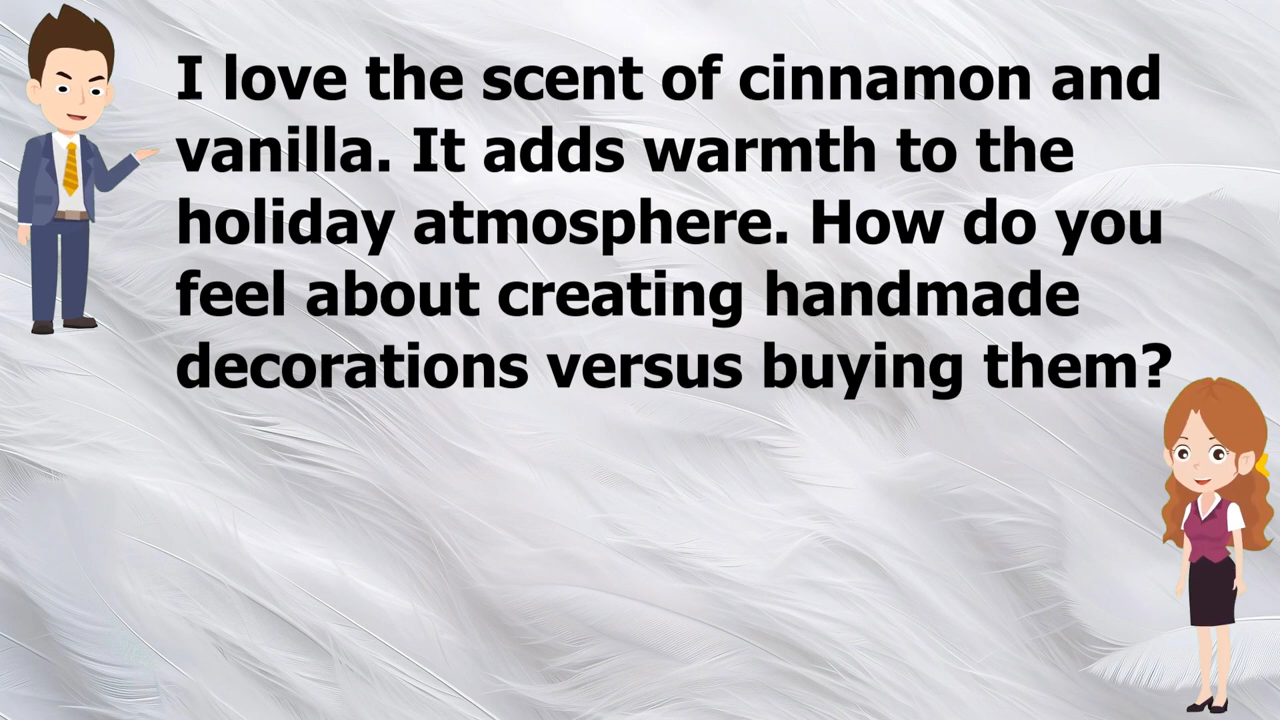 I love the scent of cinnamon and
vanilla. It adds warmth to the
holiday atmosphere. How do you
feel about creating handmade
decorations versus buying them?